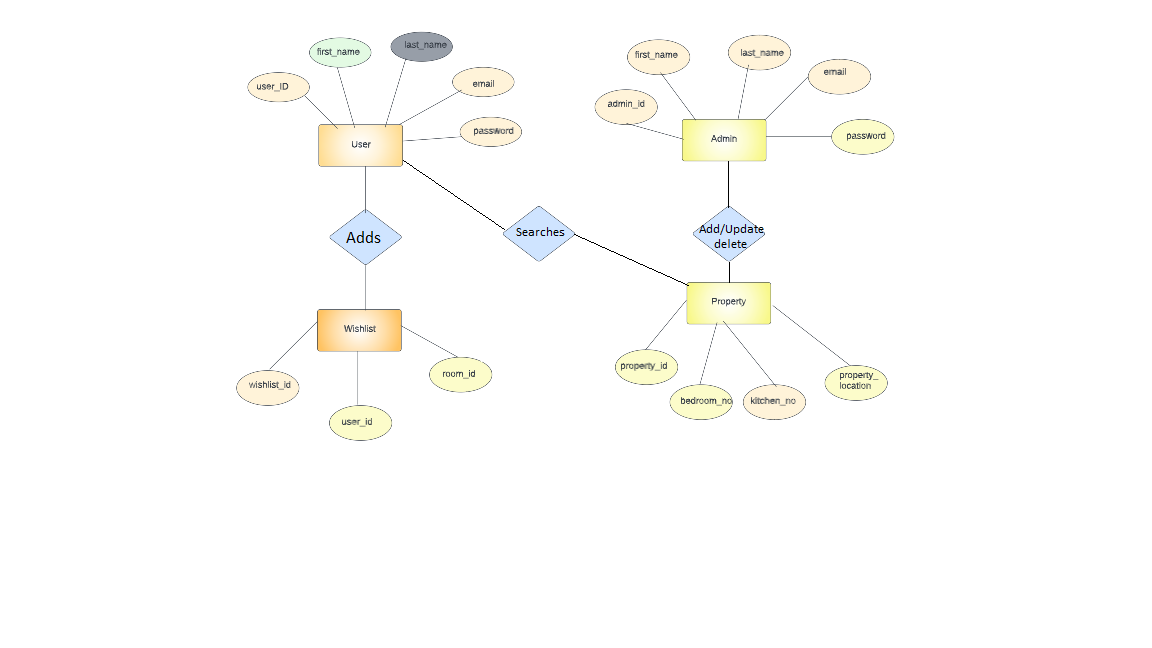 first_name
last_name
user_ID
email
password
User
first_name
last_name
email
admin_id
password
Admin
Adds
Searches
Add/Update
delete
Wishlist
Property
wishlist_id
user_id
room_id
property_id
bedroom_no
kitchen_no
property_
location